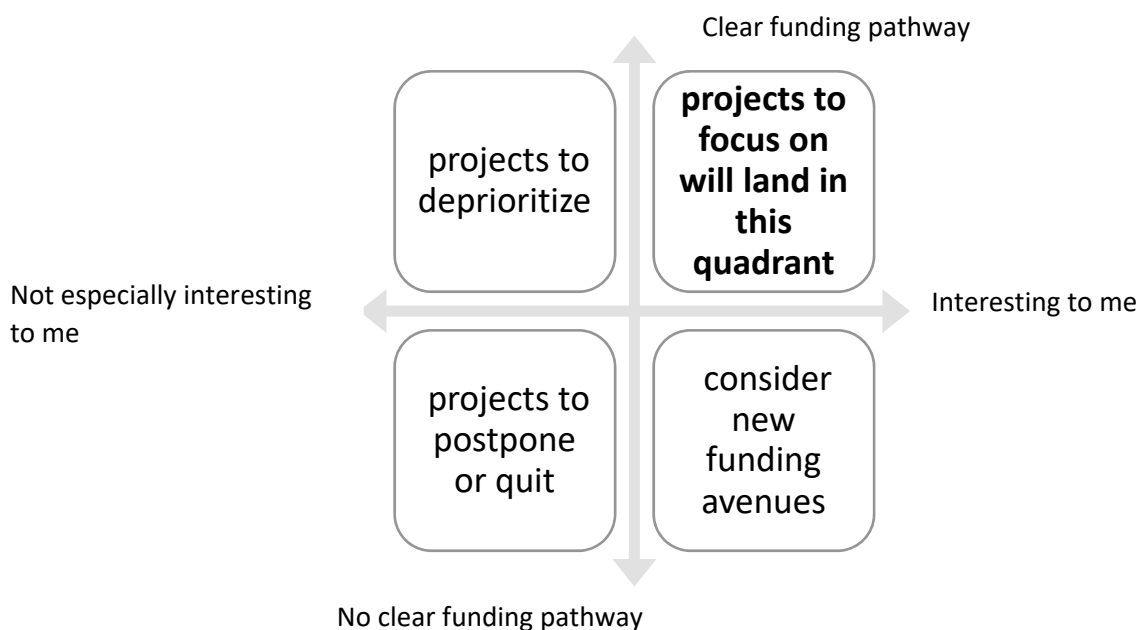 Clear funding pathway
projects to
deprioritize
projects to
focus on
will land in
this
quadrant
Not especially interesting
to me
Interesting to me
projects to
postpone
or quit
consider
new
funding
avenues
No clear funding pathway